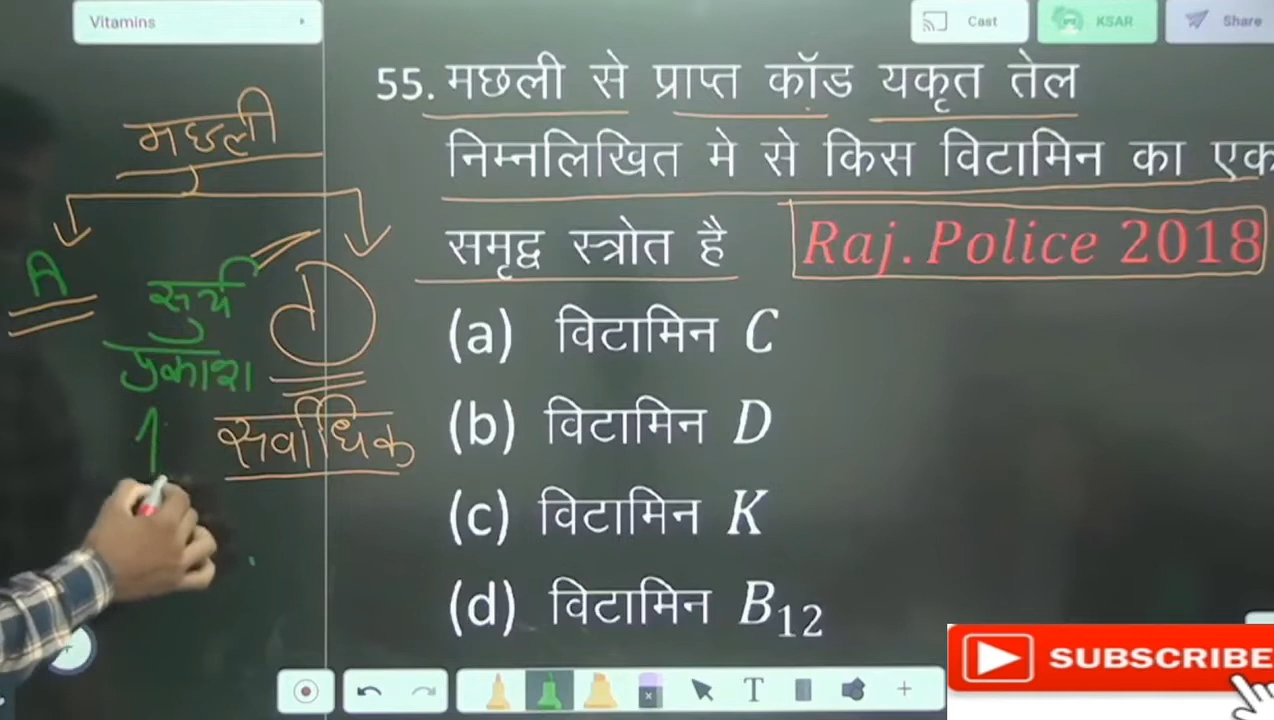 Vitamins
Cast
KSAR
Share
55. मछली से प्राप्त कॉड यकृत तेल
निम्नलिखित मे से किस विटामिन का एक
समृद्व स्त्रोत है
Raj.Police 2018
(a) विटामिन C
(b) विटामिन D
(c) विटामिन K
(d) विटामिन B12
मछली
A
सुर्य
प्रकाश
सर्वाधिक
T
SUBSCRIBE